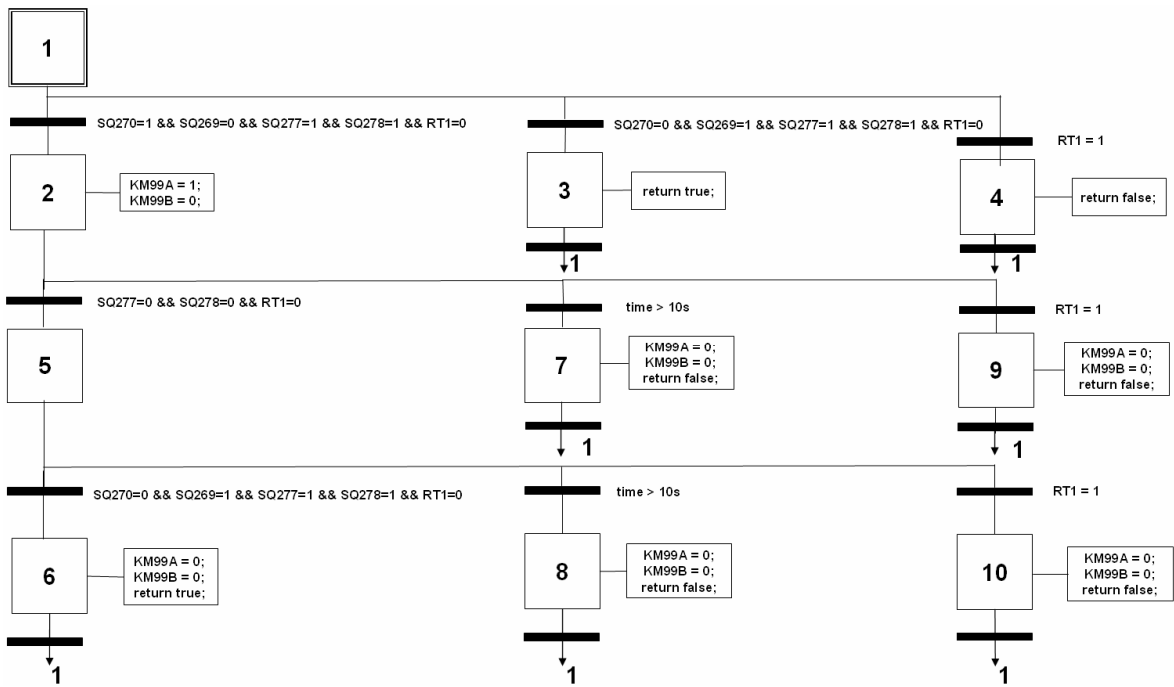 1
SQ270=1 && SQ269=0 && SQ277=1 && SQ278=1 && RT1=0
SQ270=0 && SQ269=1 && SQ277=1 && SQ278=1 && RT1=0
RT1 = 1
2
KM99A = 1;
KM99B = 0;
3
return true;
4
return false;
1
1
SQ277=0 && SQ278=0 && RT1=0
time > 10s
RT1 = 1
5
7
KM99A = 0;
KM99B = 0;
return false;
9
KM99A = 0;
KM99B = 0;
return false;
1
1
SQ270=0 && SQ269=1 && SQ277=1 && SQ278=1 && RT1=0
time > 10s
RT1 = 1
6
KM99A = 0;
KM99B = 0;
return true;
8
KM99A = 0;
KM99B = 0;
return false;
10
KM99A = 0;
KM99B = 0;
return false;
1
1
1